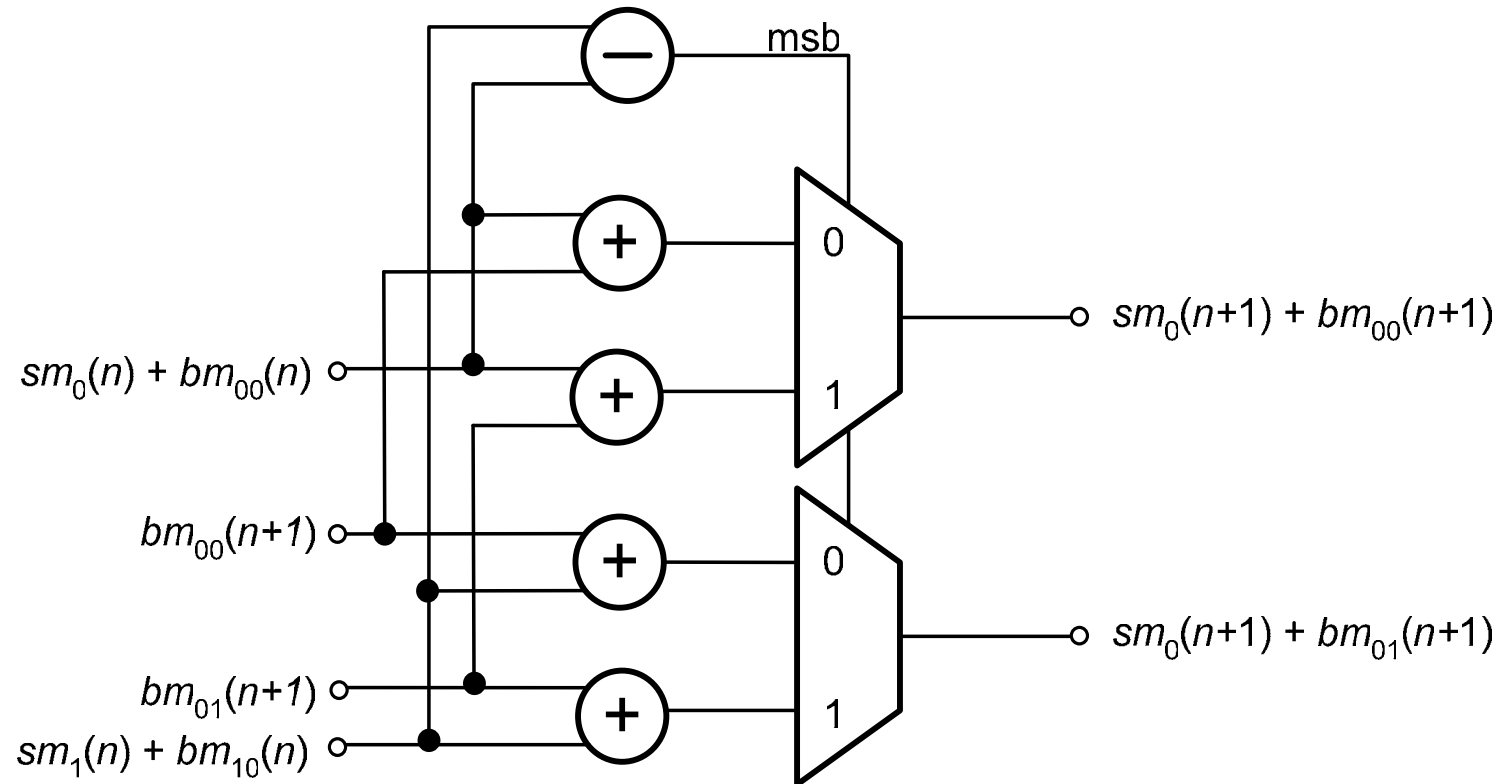 msb
−
+
0
sm₀(n+1) + bm₀₀(n+1)
sm₀(n) + bm₀₀(n)
+
1
bm₀₀(n+1)
+
0
sm₀(n+1) + bm₀₁(n+1)
bm₀₁(n+1)
+
1
sm₁(n) + bm₁₀(n)